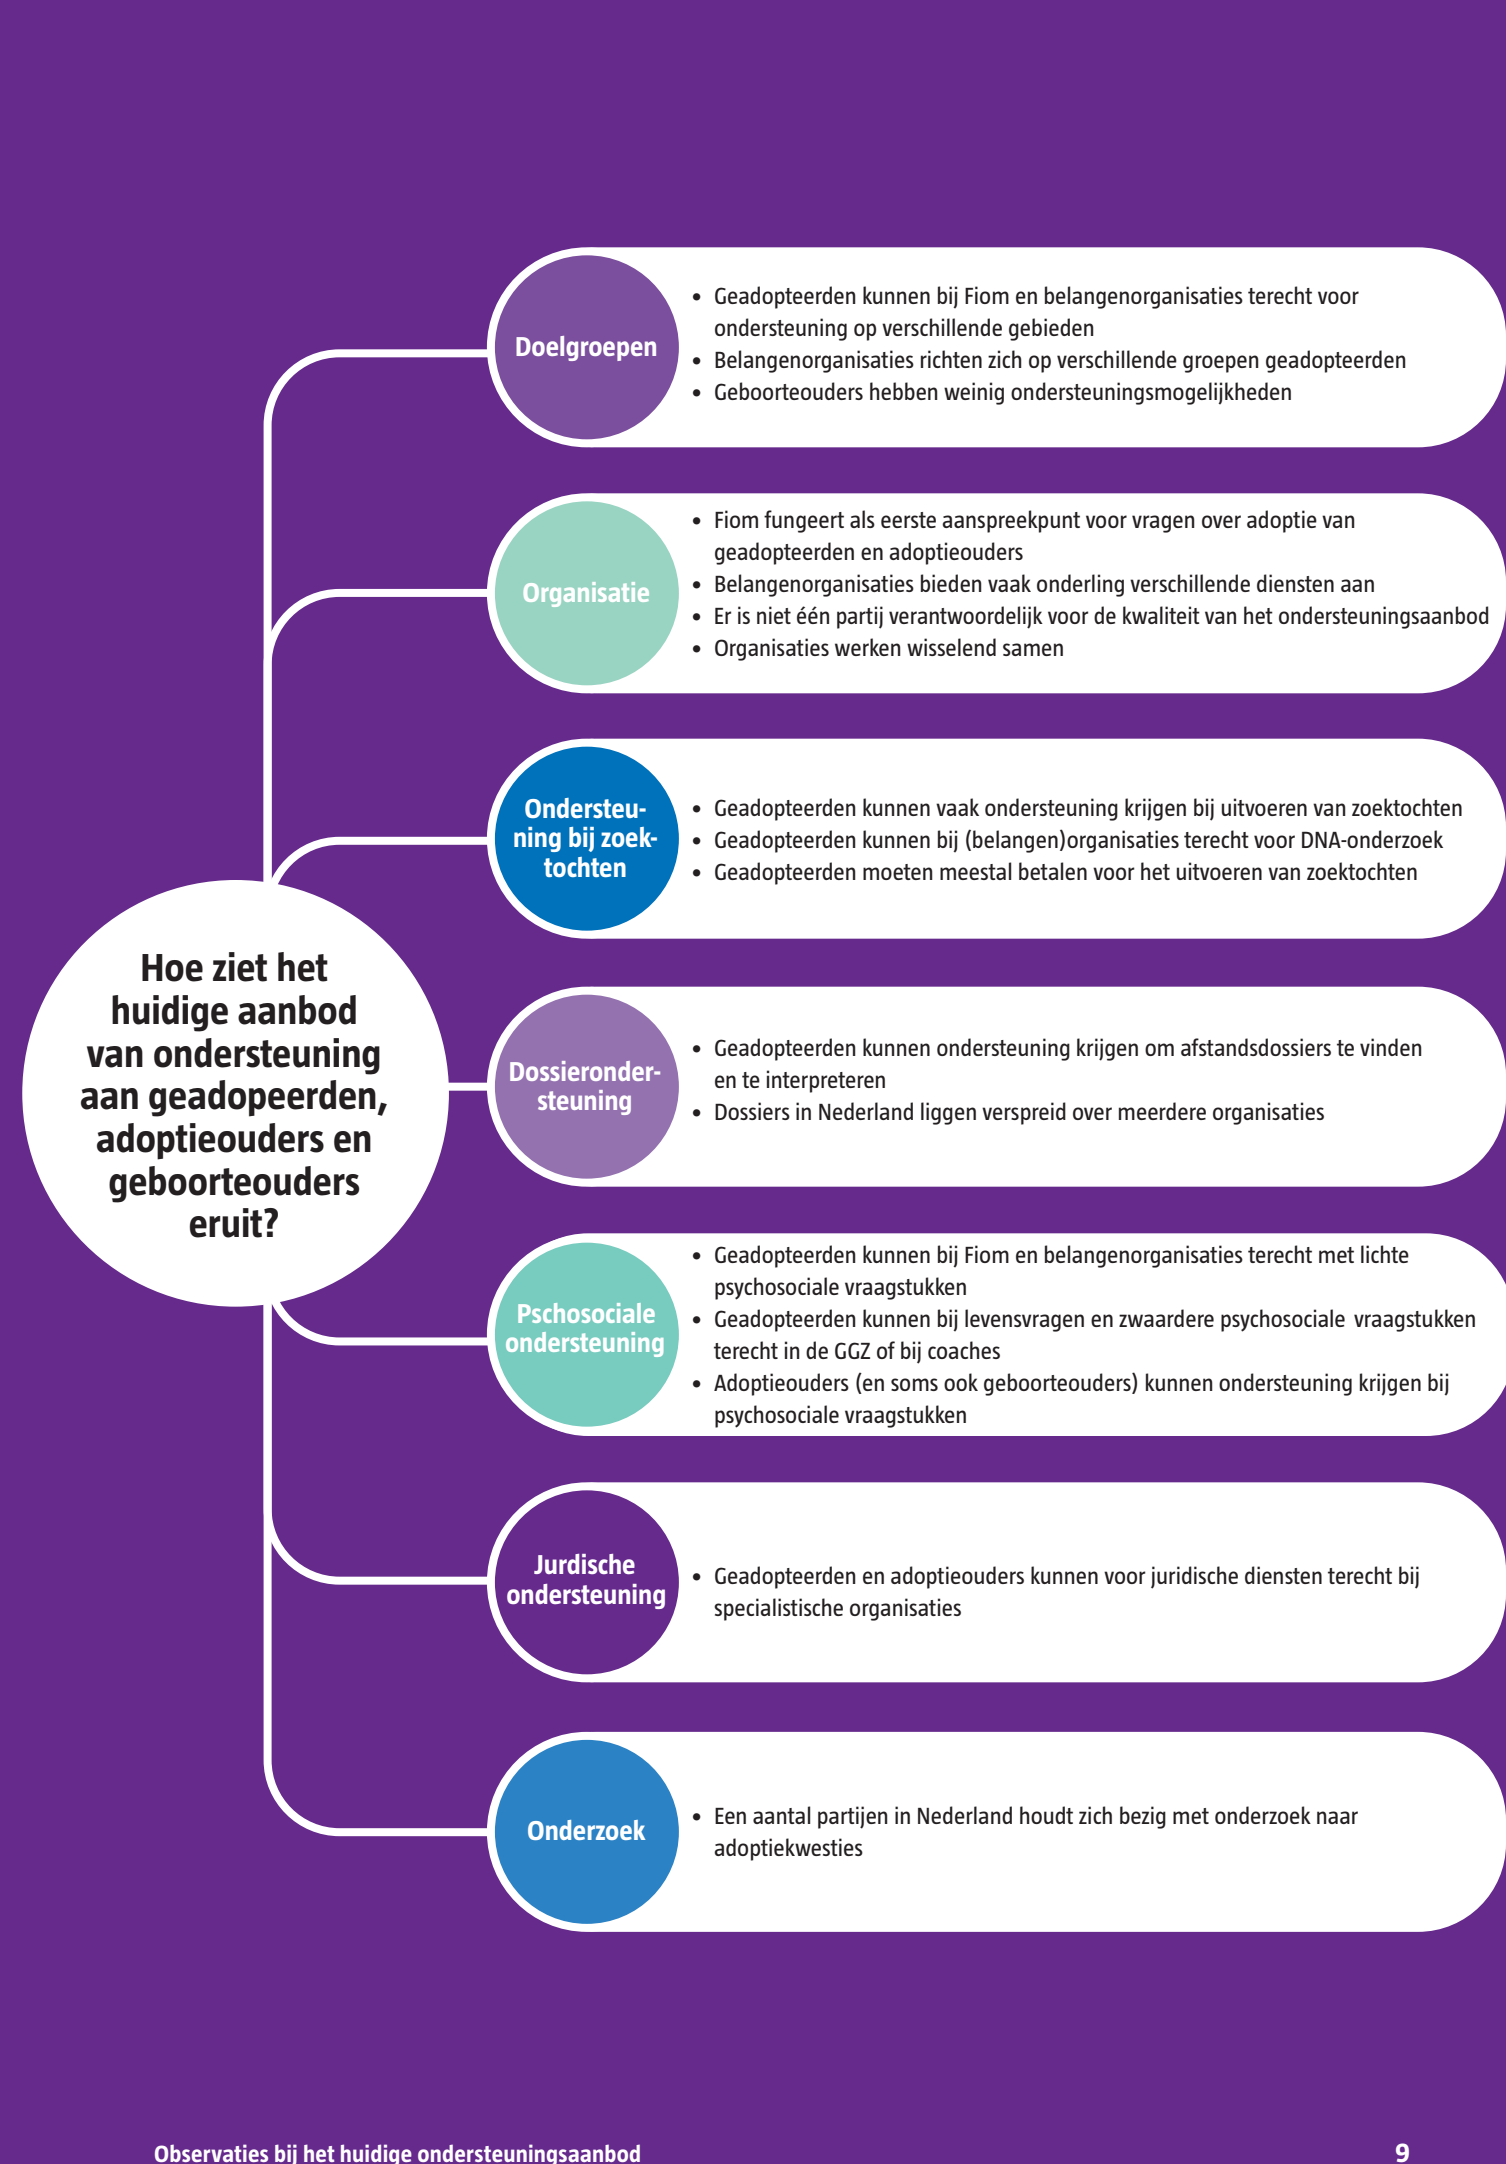 Doelgroepen
• Geadopteerden kunnen bij Fiom en belangenorganisaties terecht voor
ondersteuning op verschillende gebieden
• Belangenorganisaties richten zich op verschillende groepen geadopteerden
• Geboorteouders hebben weinig ondersteuningsmogelijkheden
Organisatie
• Fiom fungeert als eerste aanspreekpunt voor vragen over adoptie van
geadopteerden en adoptieouders
• Belangenorganisaties bieden vaak onderling verschillende diensten aan
• Er is niet één partij verantwoordelijk voor de kwaliteit van het ondersteuningsaanbod
• Organisaties werken wisselend samen
Ondersteu-
ning bij zoek-
tochten
• Geadopteerden kunnen vaak ondersteuning krijgen bij uitvoeren van zoektochten
• Geadopteerden kunnen bij (belangen)organisaties terecht voor DNA-onderzoek
• Geadopteerden moeten meestal betalen voor het uitvoeren van zoektochten
Hoe ziet het
huidige aanbod
van ondersteuning
aan geadopeerden,
adoptieouders en
geboorteouders
eruit?
Dossieronder-
steuning
• Geadopteerden kunnen ondersteuning krijgen om afstandsdossiers te vinden
en te interpreteren
• Dossiers in Nederland liggen verspreid over meerdere organisaties
Pschosociale
ondersteuning
• Geadopteerden kunnen bij Fiom en belangenorganisaties terecht met lichte
psychosociale vraagstukken
• Geadopteerden kunnen bij levensvragen en zwaardere psychosociale vraagstukken
terecht in de GGZ of bij coaches
• Adoptieouders (en soms ook geboorteouders) kunnen ondersteuning krijgen bij
psychosociale vraagstukken
Jurdische
ondersteuning
• Geadopteerden en adoptieouders kunnen voor juridische diensten terecht bij
specialistische organisaties
Onderzoek
• Een aantal partijen in Nederland houdt zich bezig met onderzoek naar
adoptiekwesties
Observaties bij het huidige ondersteuningsaanbod
9